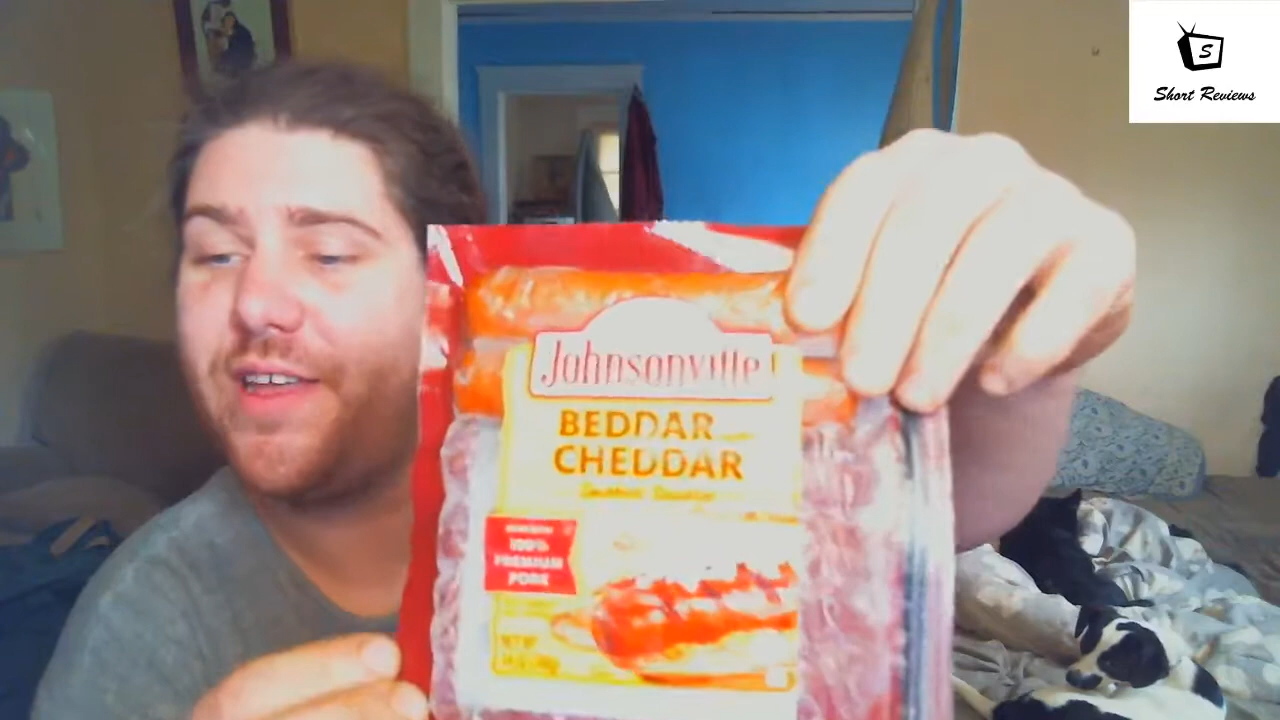 S
Short Reviews
Johnsonville
BEDDAR
CHEDDAR
100%
PREMIUM
PORK